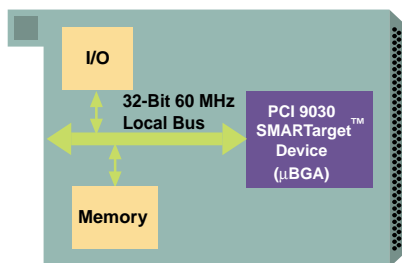 I/O
32-Bit 60 MHz
Local Bus
PCI 9030
SMARTarget™
Device
(µBGA)
Memory